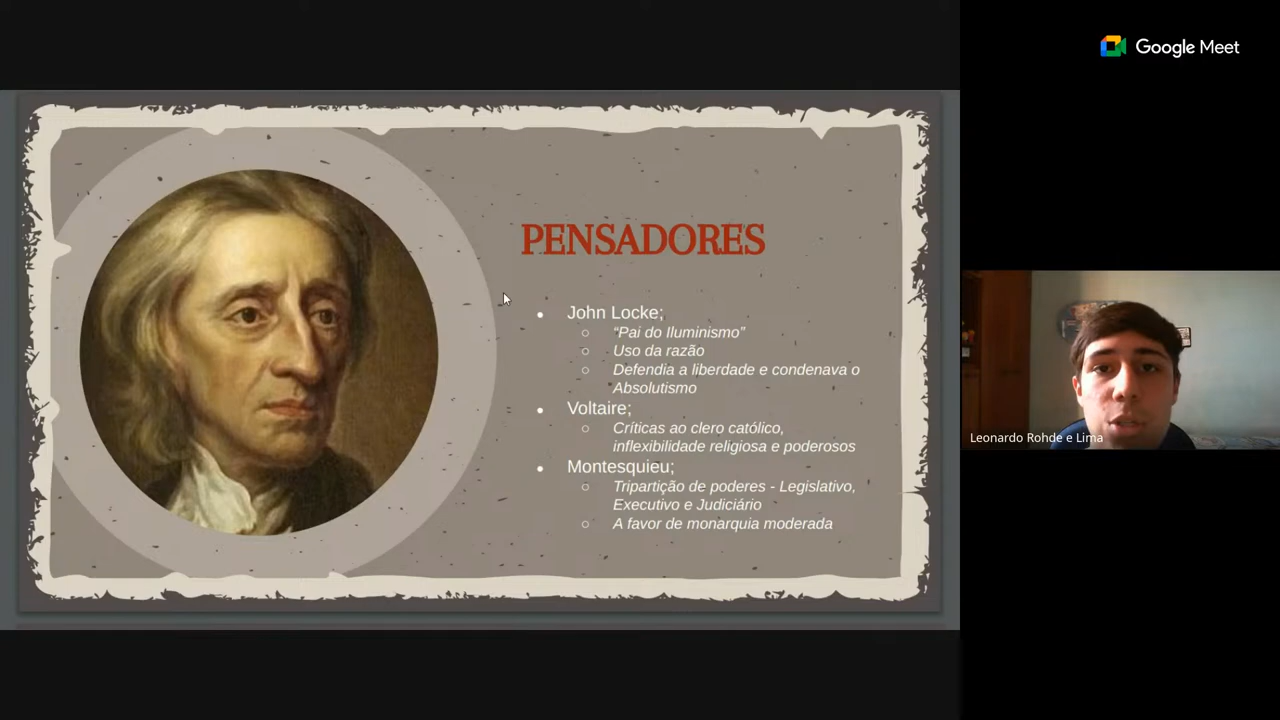 Google Meet
PENSADORES
John Locke;
"Pai do Iluminismo"
Uso da razão
Defendia a liberdade e condenava o
Absolutismo
Voltaire;
Críticas ao clero católico,
inflexibilidade religiosa e poderosos
Montesquieu;
Tripartição de poderes - Legislativo,
Executivo e Judiciário
A favor de monarquia moderada
Leonardo Rohde e Lima